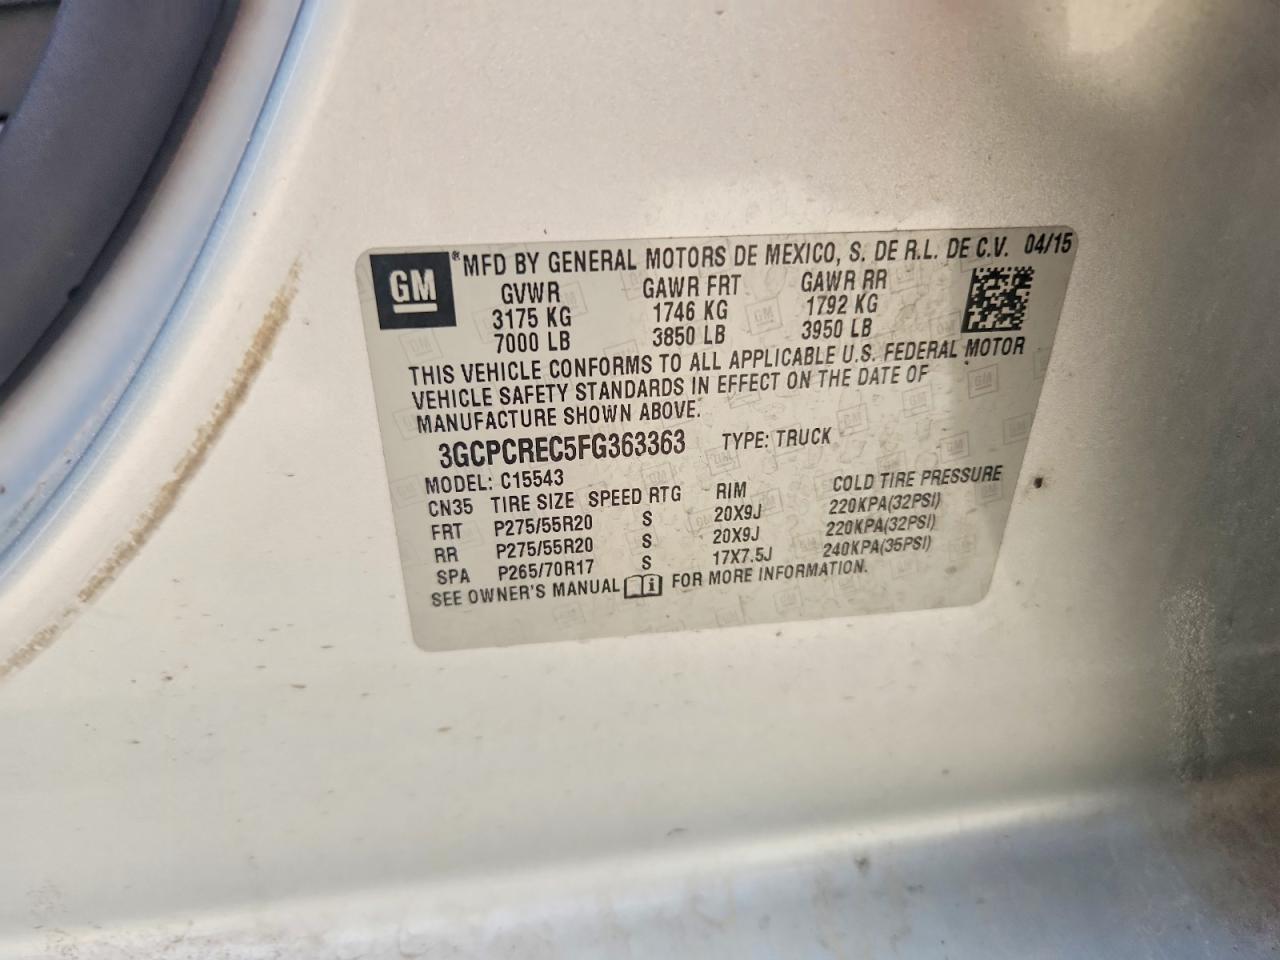 GM ® MFD BY GENERAL MOTORS DE MEXICO, S. DE R.L. DE C.V. 04/15
GVWR GAWR FRT GAWR RR
3175 KG 1746 KG 1792 KG
7000 LB 3850 LB 3950 LB
THIS VEHICLE CONFORMS TO ALL APPLICABLE U.S. FEDERAL MOTOR
VEHICLE SAFETY STANDARDS IN EFFECT ON THE DATE OF
MANUFACTURE SHOWN ABOVE.
3GCPCREC5FG363363 TYPE: TRUCK
MODEL: C15543
CN35 TIRE SIZE SPEED RTG RIM COLD TIRE PRESSURE
FRT P275/55R20 S 20X9J 220KPA(32PSI)
RR P275/55R20 S 20X9J 220KPA(32PSI)
SPA P265/70R17 S 17X7.5J 240KPA(35PSI)
SEE OWNER'S MANUAL FOR MORE INFORMATION.